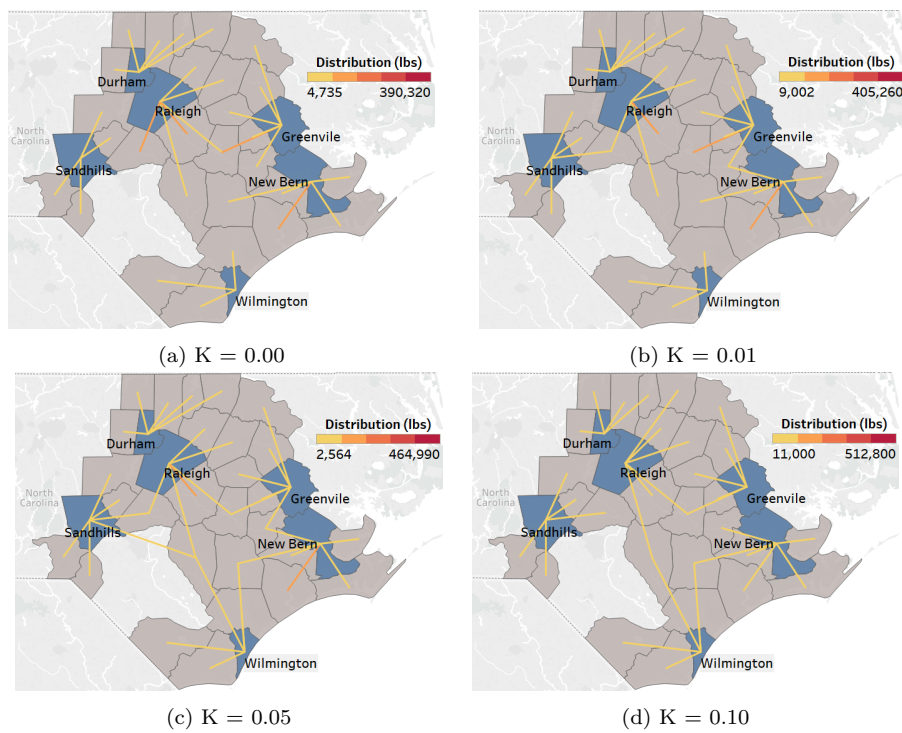 Distribution (lbs)
4,735 390,320
Durham
Raleigh
North
Carolina
Greenvile
Sandhills
New Bern
Wilmington
(a) K = 0.00
Distribution (lbs)
9,002 405,260
Durham
Raleigh
North
Carolina
Greenvile
Sandhills
New Bern
Wilmington
(b) K = 0.01
Distribution (lbs)
2,564 464,990
Durham
Raleigh
North
Carolina
Greenvile
Sandhills
New Bern
Wilmington
(c) K = 0.05
Distribution (lbs)
11,000 512,800
Durham
Raleigh
North
Carolina
Greenvile
Sandhills
New Bern
Wilmington
(d) K = 0.10